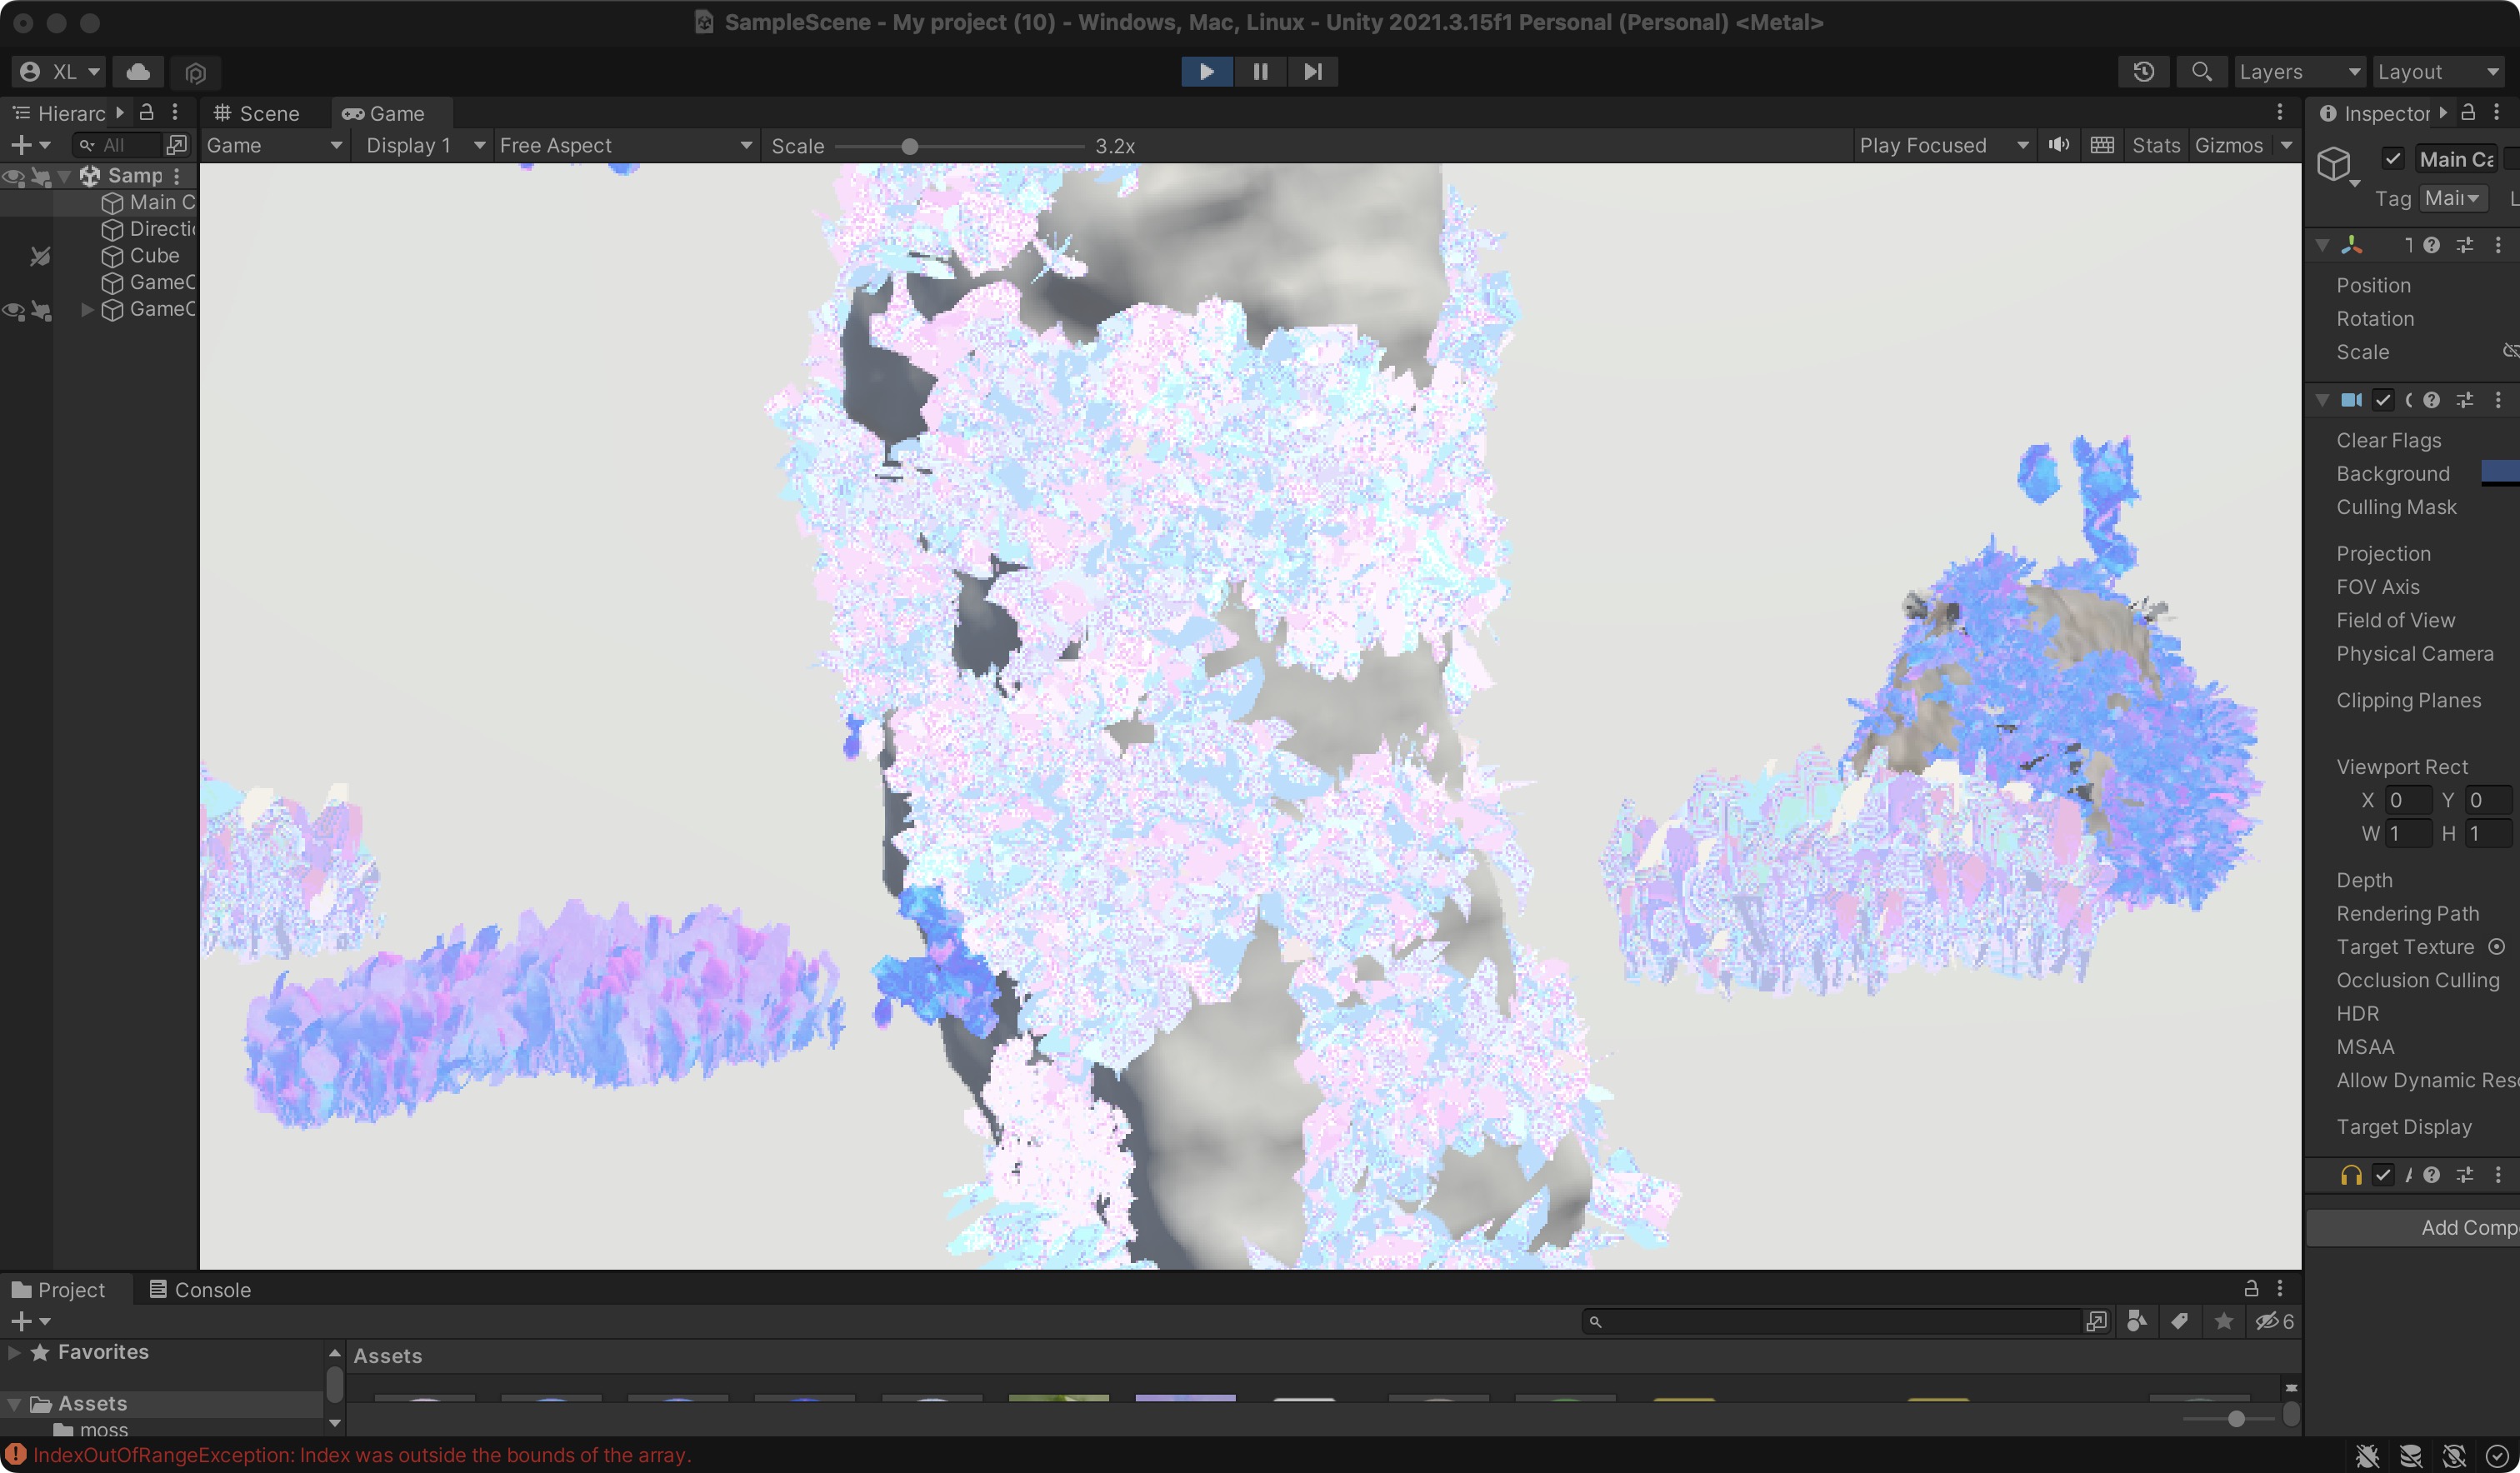 SampleScene - My project (10) - Windows, Mac, Linux - Unity 2021.3.15f1 Personal (Personal) <Metal>
XL
Layers
Layout
Hierarc
Scene
Game
Inspector
All
Game
Display 1
Free Aspect
Scale
3.2x
Play Focused
Stats
Gizmos
Samp
Main C
Directi
Cube
GameO
GameO
Main Ca
Tag
Mai
L
Position
Rotation
Scale
Clear Flags
Background
Culling Mask
Projection
FOV Axis
Field of View
Physical Camera
Clipping Planes
Viewport Rect
X 0 Y 0
W 1 H 1
Depth
Rendering Path
Target Texture
Occlusion Culling
HDR
MSAA
Allow Dynamic Res
Target Display
Add Comp
Project
Console
6
Favorites
Assets
Assets
moss
IndexOutOfRangeException: Index was outside the bounds of the array.